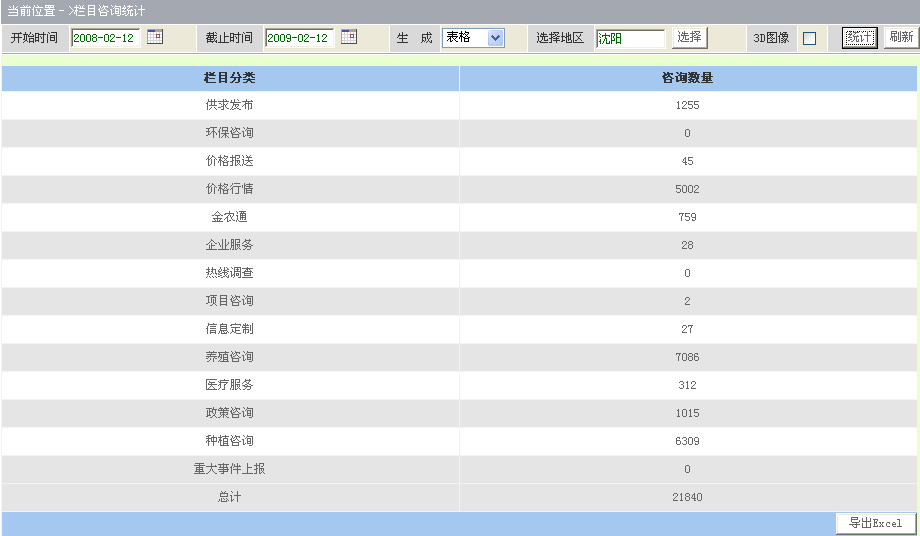 当前位置－->栏目咨询统计
开始时间 2008-02-12 截止时间 2009-02-12 生 成 表格 选择地区 沈阳 选择 3D图像 统计 刷新
栏目分类 咨询数量
供求发布 1255
环保咨询 0
价格报送 45
价格行情 5002
金农通 759
企业服务 28
热线调查 0
项目咨询 2
信息定制 27
养殖咨询 7086
医疗服务 312
政策咨询 1015
种植咨询 6309
重大事件上报 0
总计 21840
导出Excel